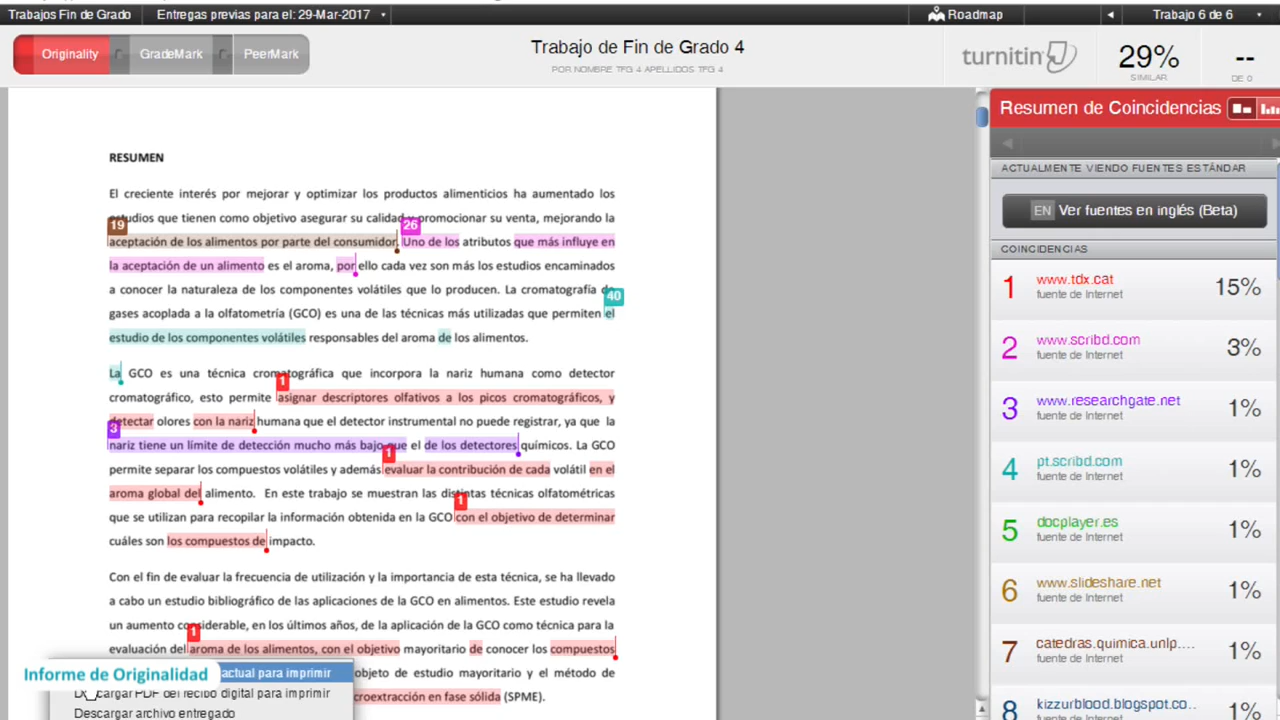 Trabajos Fin de Grado
Entregas previas para el: 29-Mar-2017
Roadmap
Trabajo 6 de 6
Originality
GradeMark
PeerMark
Trabajo de Fin de Grado 4
POR NOMBRE TFG 4 APELLIDOS TFG 4
turnitin
29%
SIMILAR
--
DE 0
RESUMEN
El creciente interés por mejorar y optimizar los productos alimenticios ha aumentado los
estudios que tienen como objetivo asegurar su calidad y promocionar su venta, mejorando la
19
26
aceptación de los alimentos por parte del consumidor. Uno de los atributos que más influye en
la aceptación de un alimento es el aroma, por ello cada vez son más los estudios encaminados
a conocer la naturaleza de los componentes volátiles que lo producen. La cromatografía de
40
gases acoplada a la olfatometría (GCO) es una de las técnicas más utilizadas que permiten el
estudio de los componentes volátiles responsables del aroma de los alimentos.
La GCO es una técnica cromatográfica que incorpora la nariz humana como detector
1
cromatográfico, esto permite asignar descriptores olfativos a los picos cromatográficos, y
detectar olores con la nariz humana que el detector instrumental no puede registrar, ya que la
3
nariz tiene un límite de detección mucho más bajo que el de los detectores químicos. La GCO
1
permite separar los compuestos volátiles y además evaluar la contribución de cada volátil en el
aroma global del alimento. En este trabajo se muestran las distintas técnicas olfatométricas
1
que se utilizan para recopilar la información obtenida en la GCO con el objetivo de determinar
cuáles son los compuestos de impacto.
Con el fin de evaluar la frecuencia de utilización y la importancia de esta técnica, se ha llevado
a cabo un estudio bibliográfico de las aplicaciones de la GCO en alimentos. Este estudio revela
un aumento considerable, en los últimos años, de la aplicación de la GCO como técnica para la
1
evaluación del aroma de los alimentos, con el objetivo mayoritario de conocer los compuestos
objeto de estudio mayoritario y el método de
croextracción en fase sólida (SPME).
Informe de Originalidad
actual para imprimir
Descargar PDF del recibo digital para imprimir
Descargar archivo entregado
Resumen de Coincidencias
ACTUALMENTE VIENDO FUENTES ESTÁNDAR
EN Ver fuentes en inglés (Beta)
COINCIDENCIAS
1 www.tdx.cat 15%
fuente de Internet
2 www.scribd.com 3%
fuente de Internet
3 www.researchgate.net 1%
fuente de Internet
4 pt.scribd.com 1%
fuente de Internet
5 docplayer.es 1%
fuente de Internet
6 www.slideshare.net 1%
fuente de Internet
7 catedras.quimica.unlp.... 1%
fuente de Internet
8 kizzurblood.blogspot.co... 1%